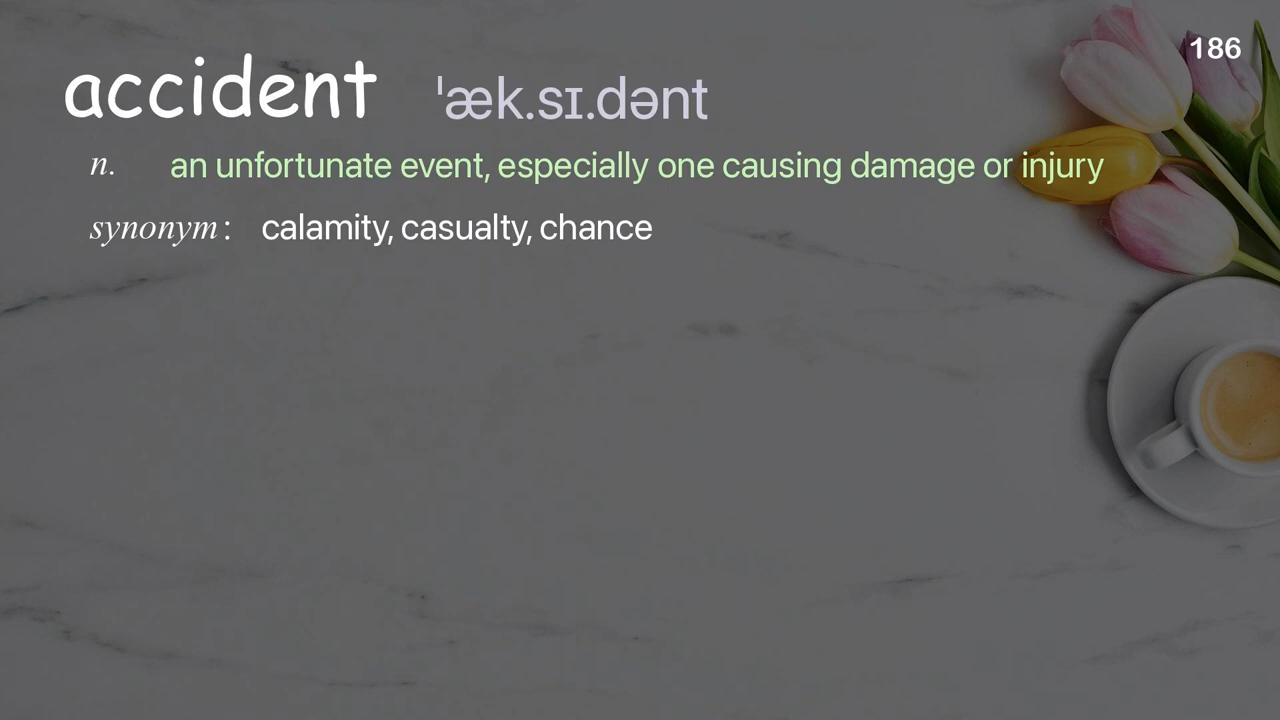 186
accident ˈæk.sɪ.dənt
n. an unfortunate event, especially one causing damage or injury
synonym: calamity, casualty, chance